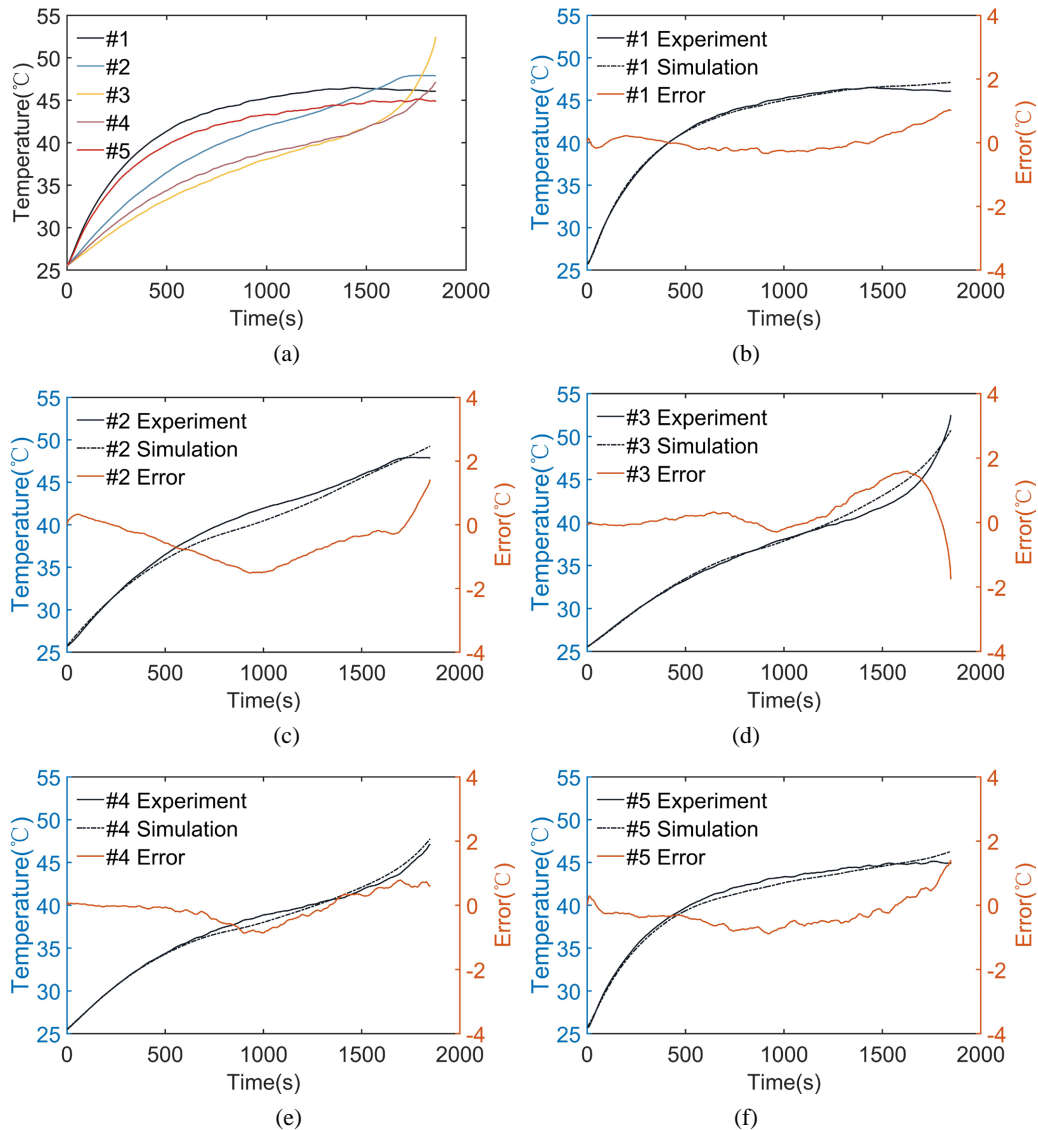 55
50
45
40
35
30
25
Temperature(℃)
#1
#2
#3
#4
#5
0 500 1000 1500 2000
Time(s)
(a)
55
50
45
40
35
30
25
Temperature(℃)
#1 Experiment
#1 Simulation
#1 Error
4
2
0
-2
-4
Error(℃)
0 500 1000 1500 2000
Time(s)
(b)
55
50
45
40
35
30
25
Temperature(℃)
#2 Experiment
#2 Simulation
#2 Error
4
2
0
-2
-4
Error(℃)
0 500 1000 1500 2000
Time(s)
(c)
55
50
45
40
35
30
25
Temperature(℃)
#3 Experiment
#3 Simulation
#3 Error
4
2
0
-2
-4
Error(℃)
0 500 1000 1500 2000
Time(s)
(d)
55
50
45
40
35
30
25
Temperature(℃)
#4 Experiment
#4 Simulation
#4 Error
4
2
0
-2
-4
Error(℃)
0 500 1000 1500 2000
Time(s)
(e)
55
50
45
40
35
30
25
Temperature(℃)
#5 Experiment
#5 Simulation
#5 Error
4
2
0
-2
-4
Error(℃)
0 500 1000 1500 2000
Time(s)
(f)